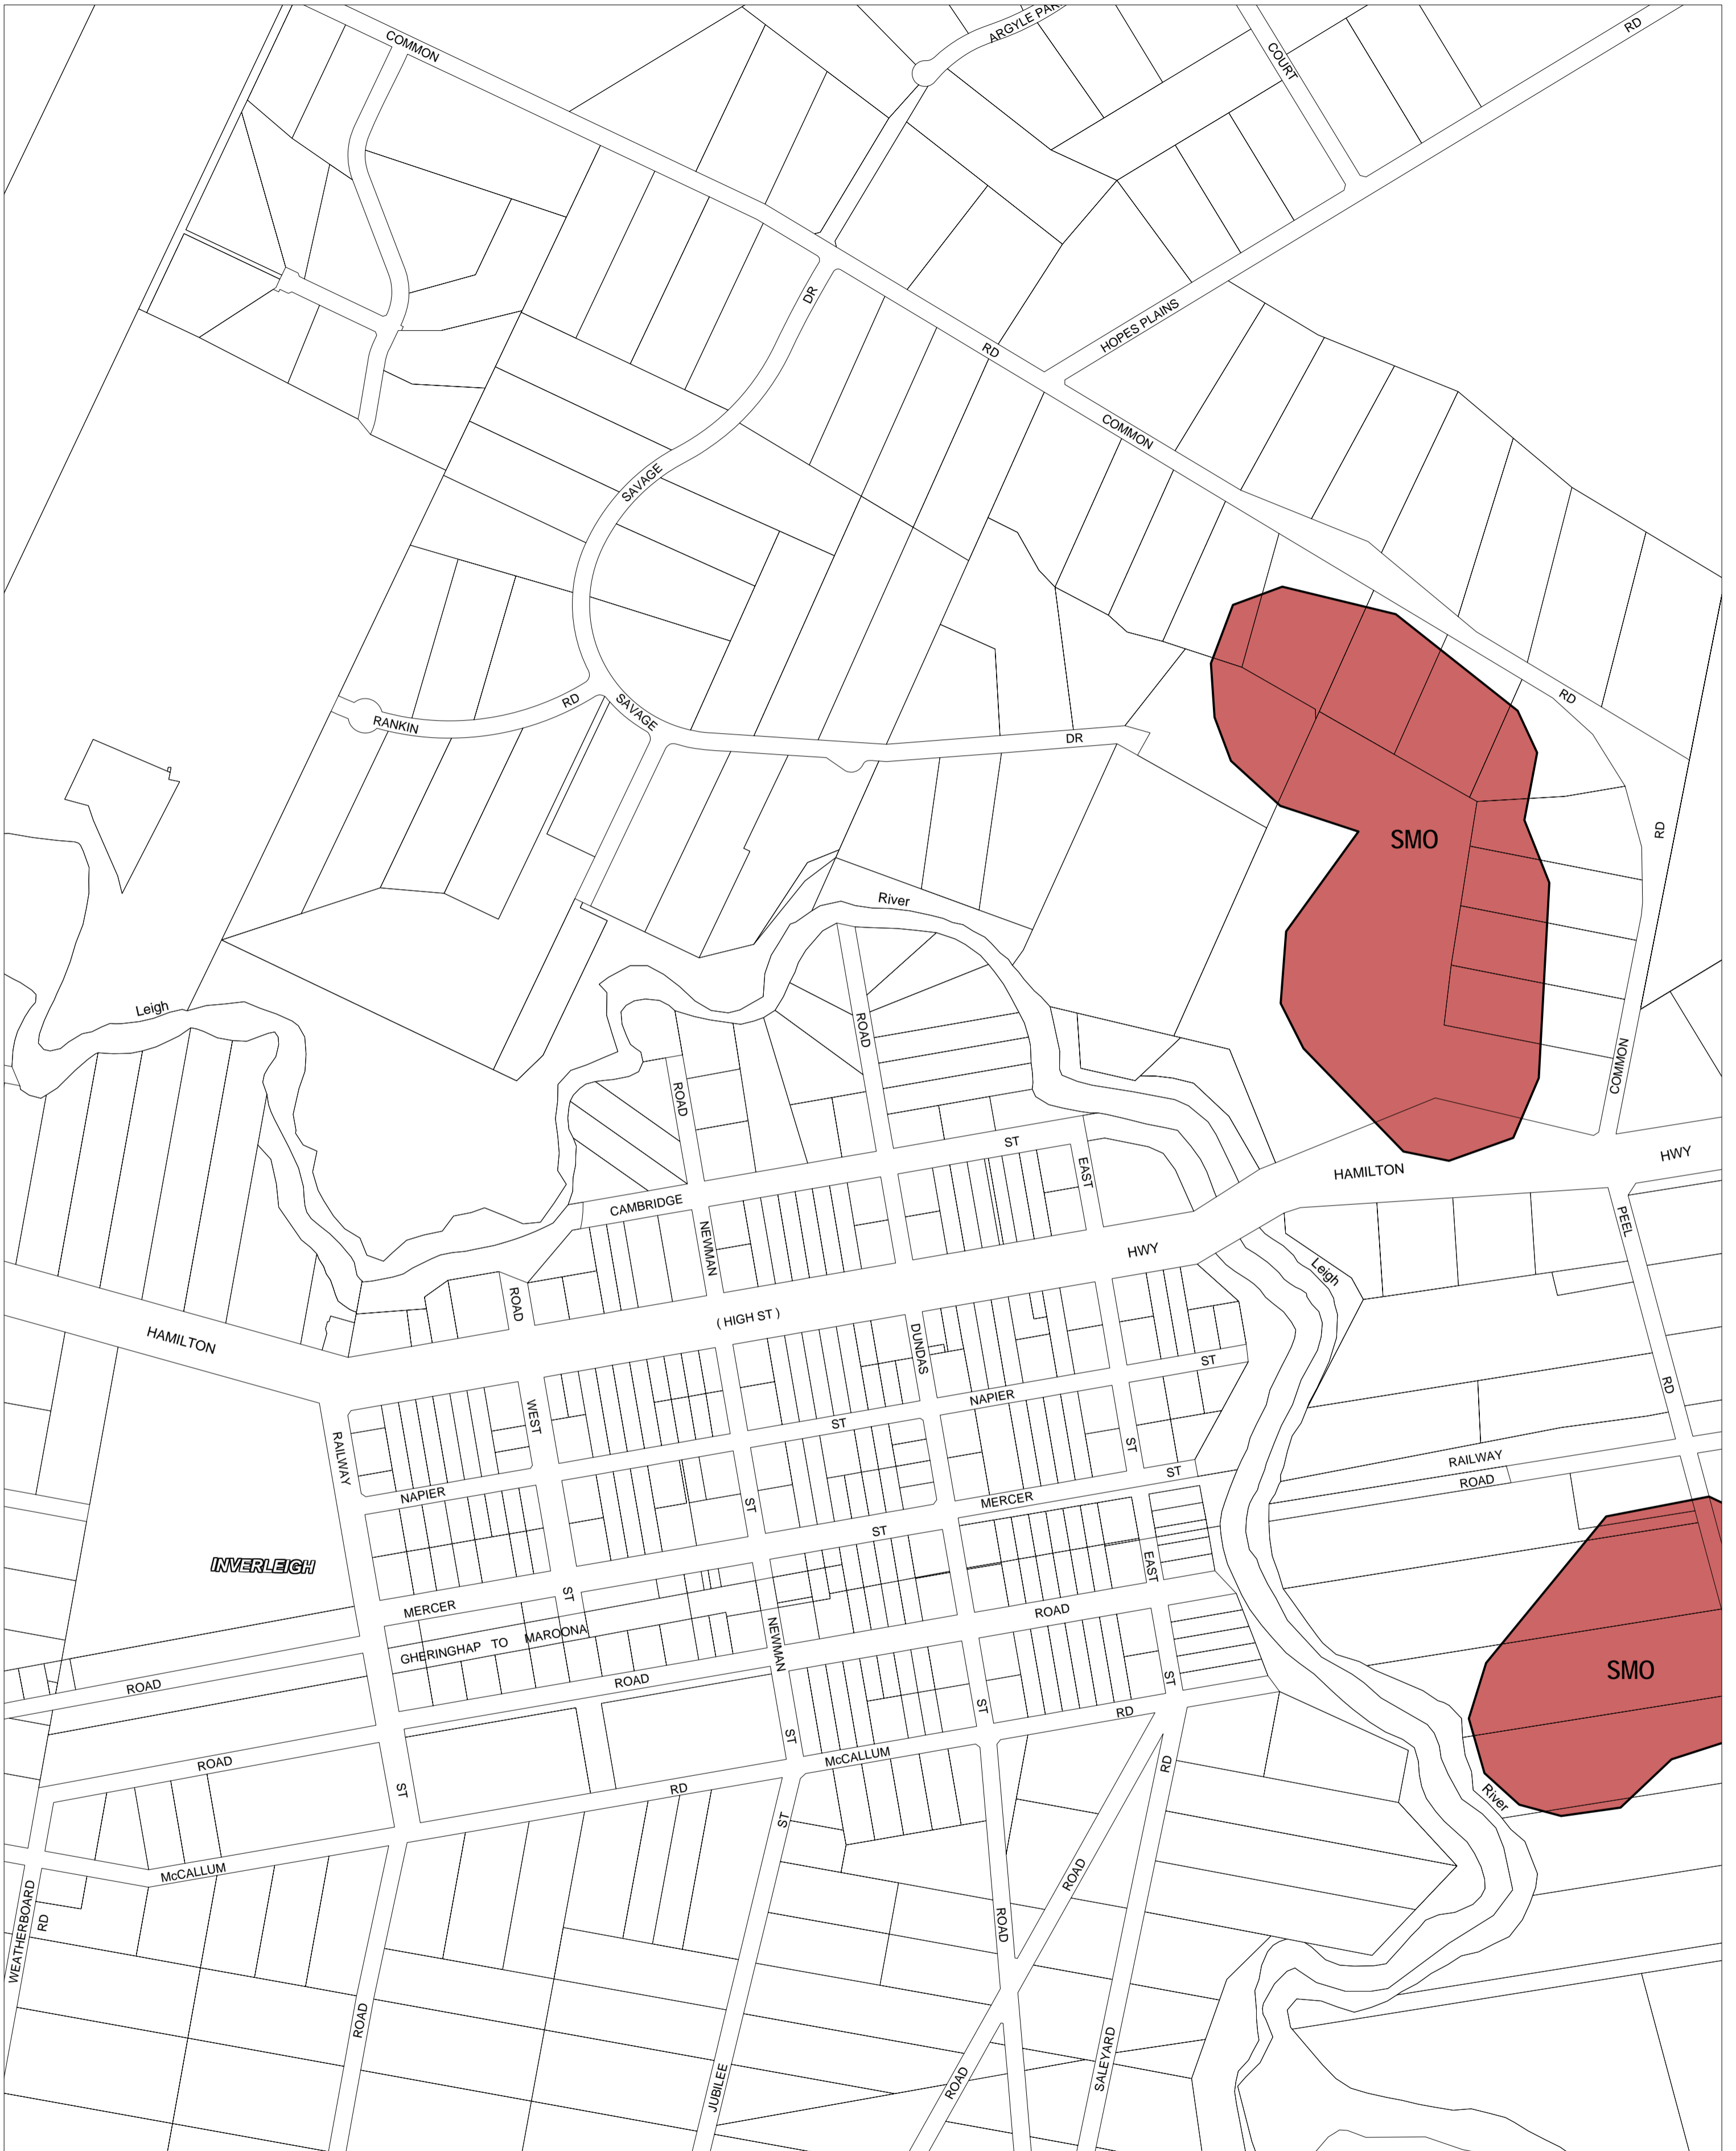 ARGYLE PAR
COMMON
RD
COURT
DR
HOPES PLAINS
RD
COMMON
SAVAGE
RD
RD
SAVAGE
RANKIN
DR
RD
SMO
River
Leigh
ROAD
COMMON
ROAD
ST
EAST
HAMILTON
HWY
CAMBRIDGE
NEWMAN
PEEL
HWY
Leigh
ROAD
( HIGH ST )
HAMILTON
DUNDAS
ST
RD
NAPIER
WEST
ST
ST
RAILWAY
RAILWAY
ROAD
ST
NAPIER
MERCER
ST
ST
INVERLEIGH
EAST
ST
MERCER
ROAD
GHERINGHAP TO MAROONA
NEWMAN
SMO
ROAD
ROAD
ST
ST
RD
ST
McCALLUM
ROAD
RD
RD
ST
River
ST
McCALLUM
ROAD
WEATHERBOARD
RD
ROAD
ROAD
SALEYARD
ROAD
JUBILEE